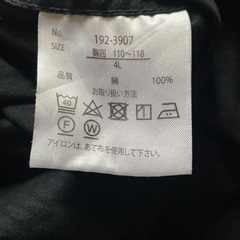 No. 192-3907
SIZE 胸囲 110~118
4L
品質 綿 100%
お取り扱い方法
40
F W
アイロンは、あて布を使用して下さい。